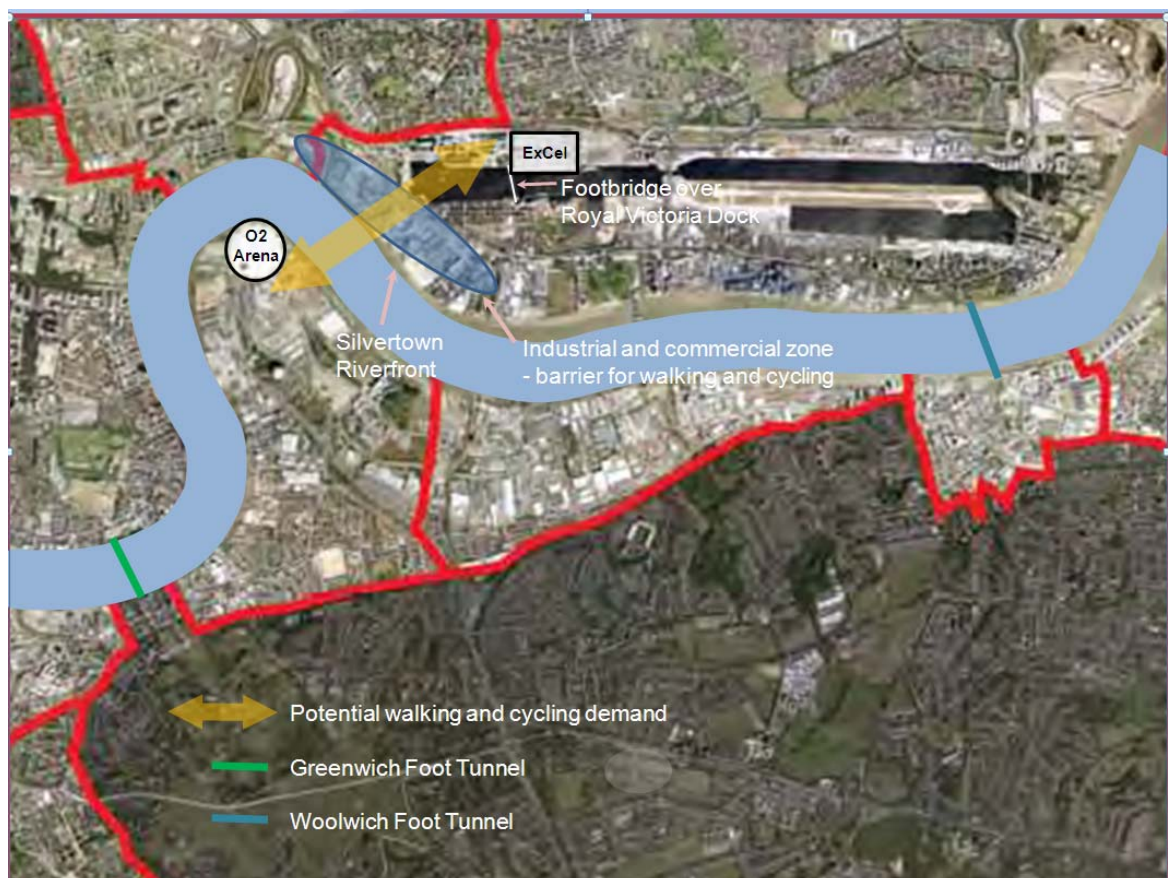 ExCel
Footbridge over
Royal Victoria Dock
O2
Arena
Silvertown
Riverfront
Industrial and commercial zone
- barrier for walking and cycling
Potential walking and cycling demand
Greenwich Foot Tunnel
Woolwich Foot Tunnel